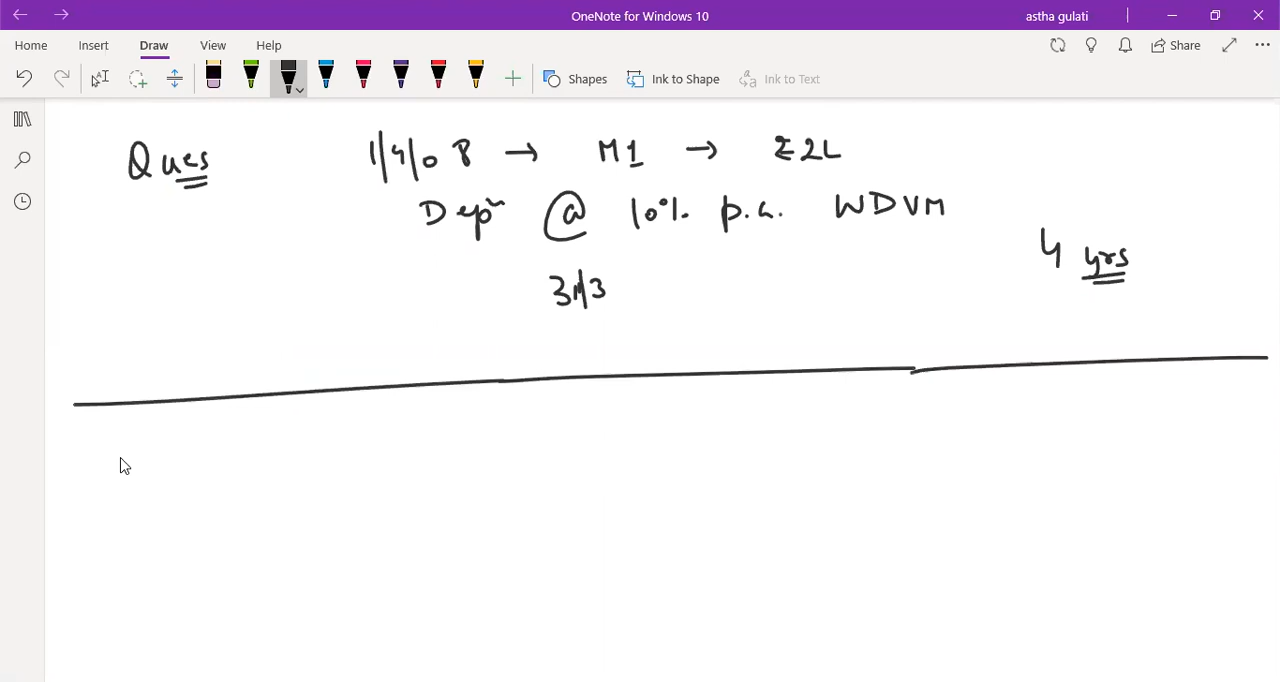 OneNote for Windows 10
astha gulati
Home Insert Draw View Help
Share
Shapes Ink to Shape Ink to Text
Ques 1/4/08 → M1 → ₹2L
Depn @ 10% p.a. WDVM
4 yrs
31/3